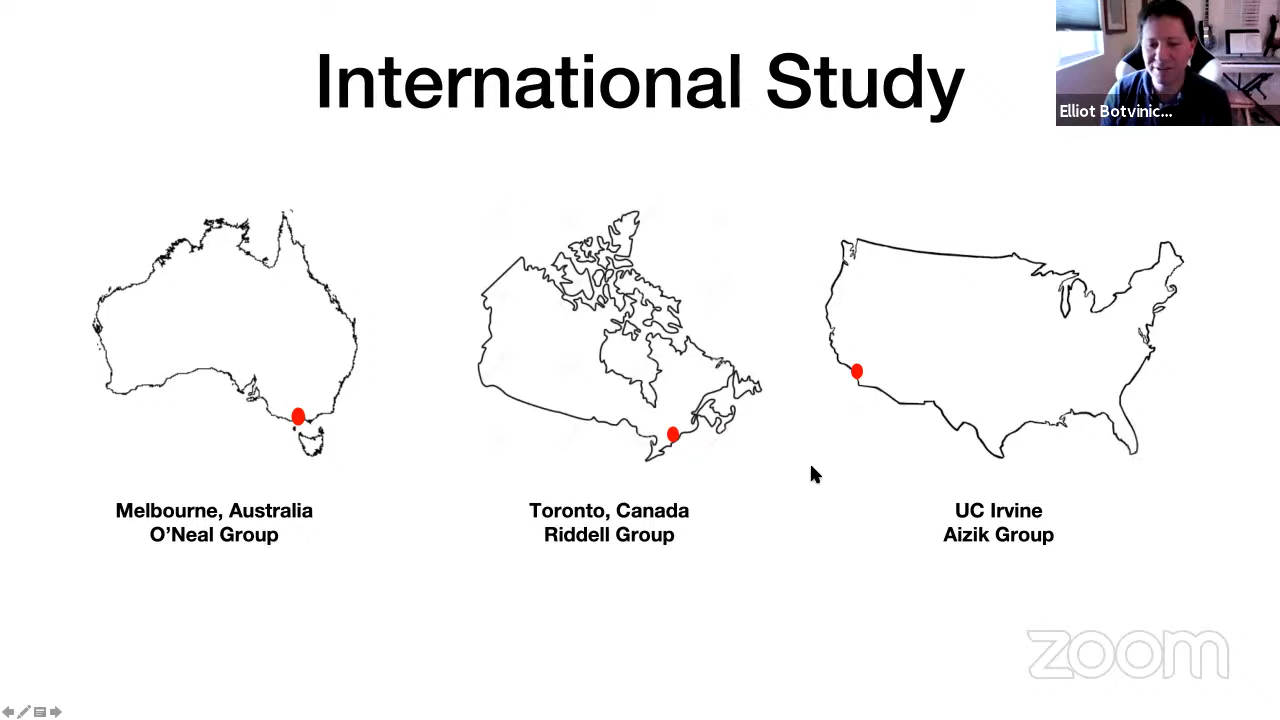 International Study
Elliot Botvinic...
Melbourne, Australia
O'Neal Group
Toronto, Canada
Riddell Group
UC Irvine
Aizik Group
zoom